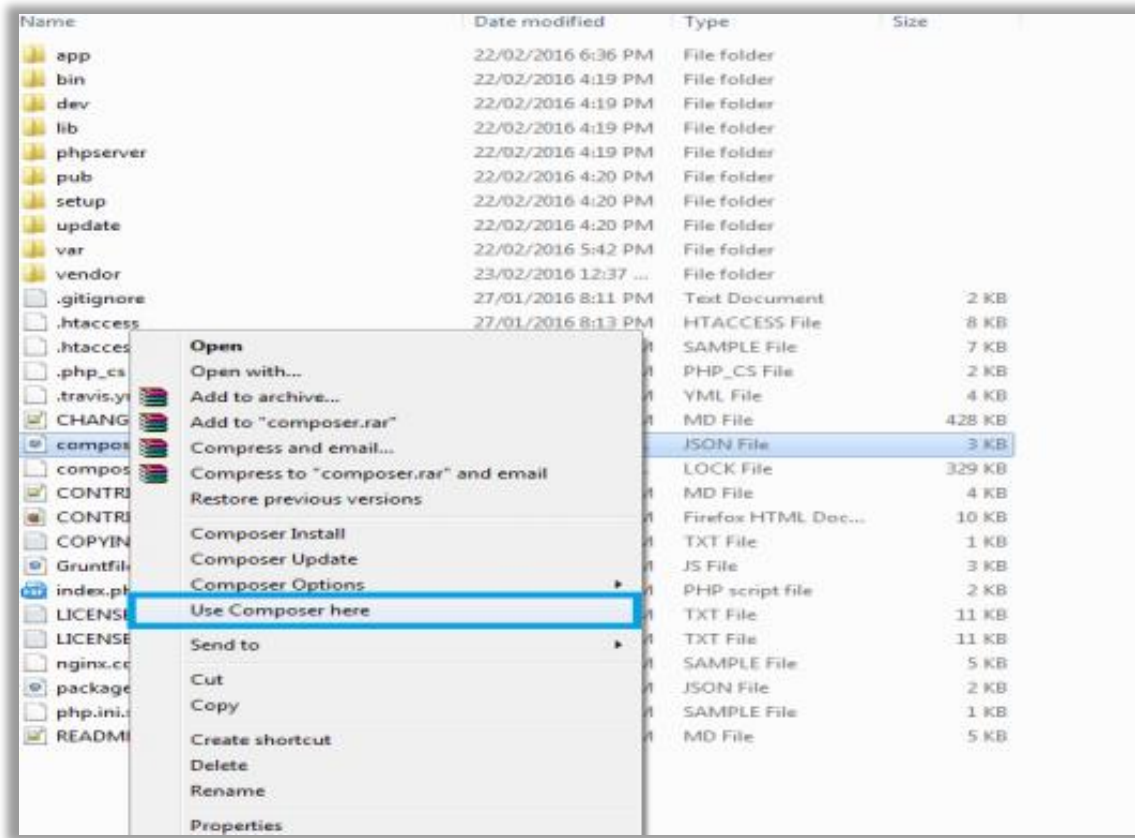 Name Date modified Type Size
app 22/02/2016 6:36 PM File folder
bin 22/02/2016 4:19 PM File folder
dev 22/02/2016 4:19 PM File folder
lib 22/02/2016 4:19 PM File folder
phpserver 22/02/2016 4:19 PM File folder
pub 22/02/2016 4:20 PM File folder
setup 22/02/2016 4:20 PM File folder
update 22/02/2016 4:20 PM File folder
var 22/02/2016 5:42 PM File folder
vendor 23/02/2016 12:37 ... File folder
.gitignore 27/01/2016 8:11 PM Text Document 2 KB
.htaccess 27/01/2016 8:13 PM HTACCESS File 8 KB
.htacces SAMPLE File 7 KB
.php_cs PHP_CS File 2 KB
.travis.y YML File 4 KB
CHANG MD File 428 KB
compos JSON File 3 KB
compos LOCK File 329 KB
CONTRI MD File 4 KB
CONTRI Firefox HTML Doc... 10 KB
COPYIN TXT File 1 KB
Gruntfil JS File 3 KB
index.ph PHP script file 2 KB
LICENSE TXT File 11 KB
LICENSE TXT File 11 KB
nginx.co SAMPLE File 5 KB
package JSON File 2 KB
php.ini. SAMPLE File 1 KB
README MD File 5 KB
Open
Open with...
Add to archive...
Add to "composer.rar"
Compress and email...
Compress to "composer.rar" and email
Restore previous versions
Composer Install
Composer Update
Composer Options
Use Composer here
Send to
Cut
Copy
Create shortcut
Delete
Rename
Properties